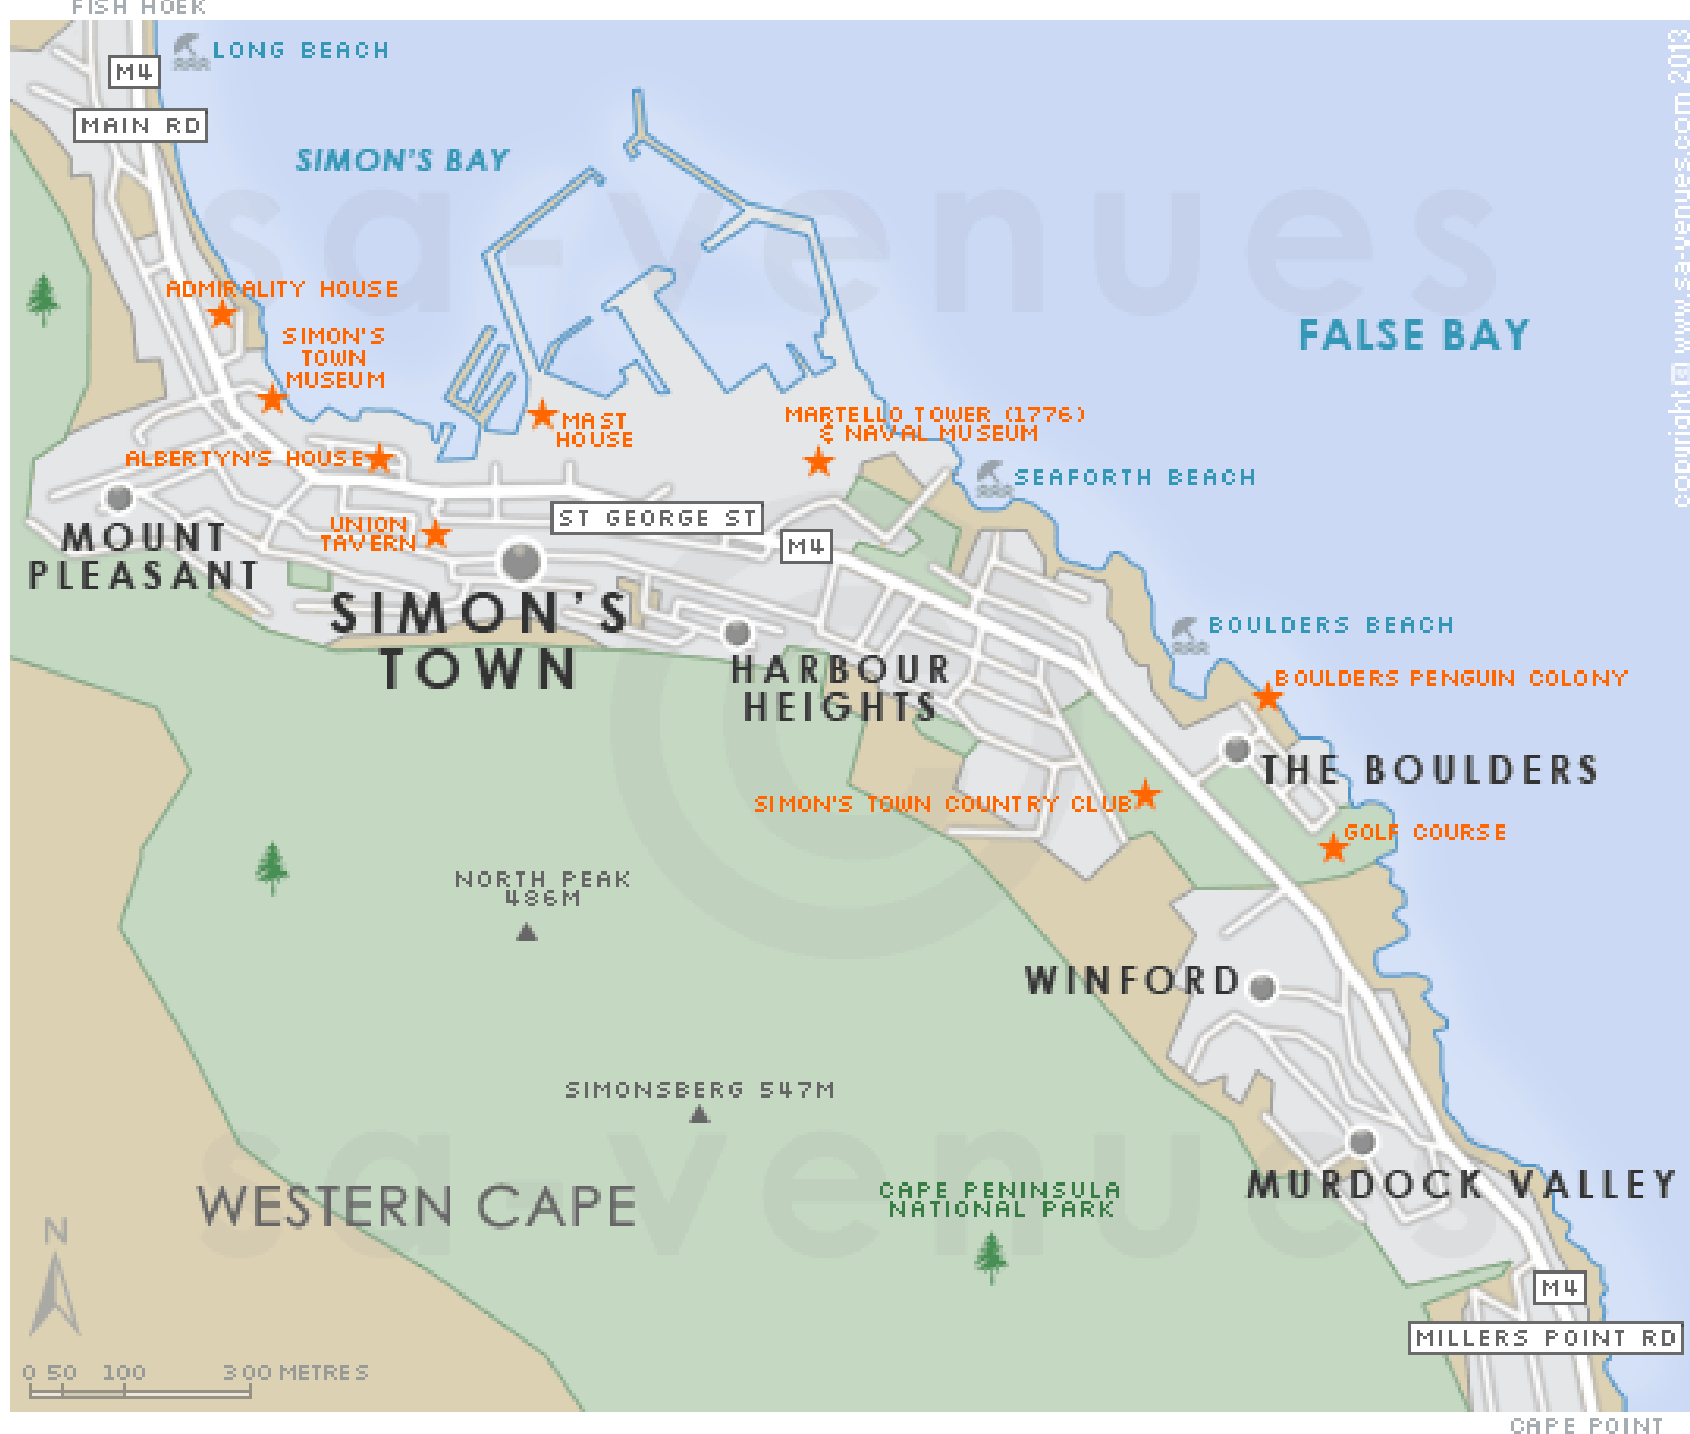 FISH HOEK
LONG BEACH
M4
MAIN RD
SIMON'S BAY
sa-venues
copyright © www.sa-venues.com 2013
ADMIRALITY HOUSE
SIMON'S
TOWN
MUSEUM
FALSE BAY
MAST
HOUSE
MARTELLO TOWER (1776)
& NAVAL MUSEUM
ALBERTYN'S HOUSE
SEAFORTH BEACH
UNION
TAVERN
ST GEORGE ST
M4
MOUNT
PLEASANT
SIMON'S
TOWN
BOULDERS BEACH
HARBOUR
HEIGHTS
BOULDERS PENGUIN COLONY
THE BOULDERS
SIMON'S TOWN COUNTRY CLUB
GOLF COURSE
NORTH PEAK
486M
WINFORD
SIMONSBERG 547M
sa-venues
MURDOCK VALLEY
WESTERN CAPE
CAPE PENINSULA
NATIONAL PARK
N
M4
MILLERS POINT RD
0 50 100 300 METRES
CAPE POINT